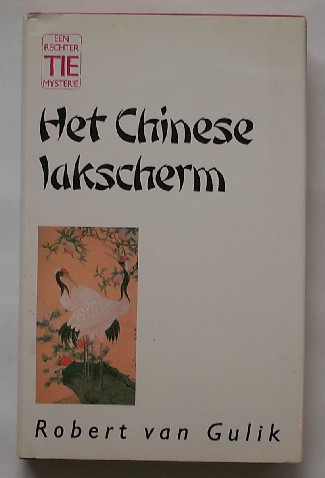 EEN
RECHTER
TIE
MYSTERIE
Het Chinese
lakscherm
Robert van Gulik